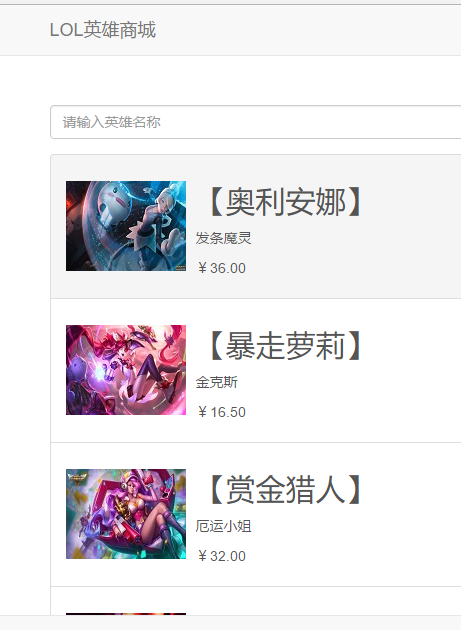 LOL英雄商城
请输入英雄名称
【奥利安娜】
发条魔灵
￥36.00
【暴走萝莉】
金克斯
￥16.50
【赏金猎人】
厄运小姐
￥32.00